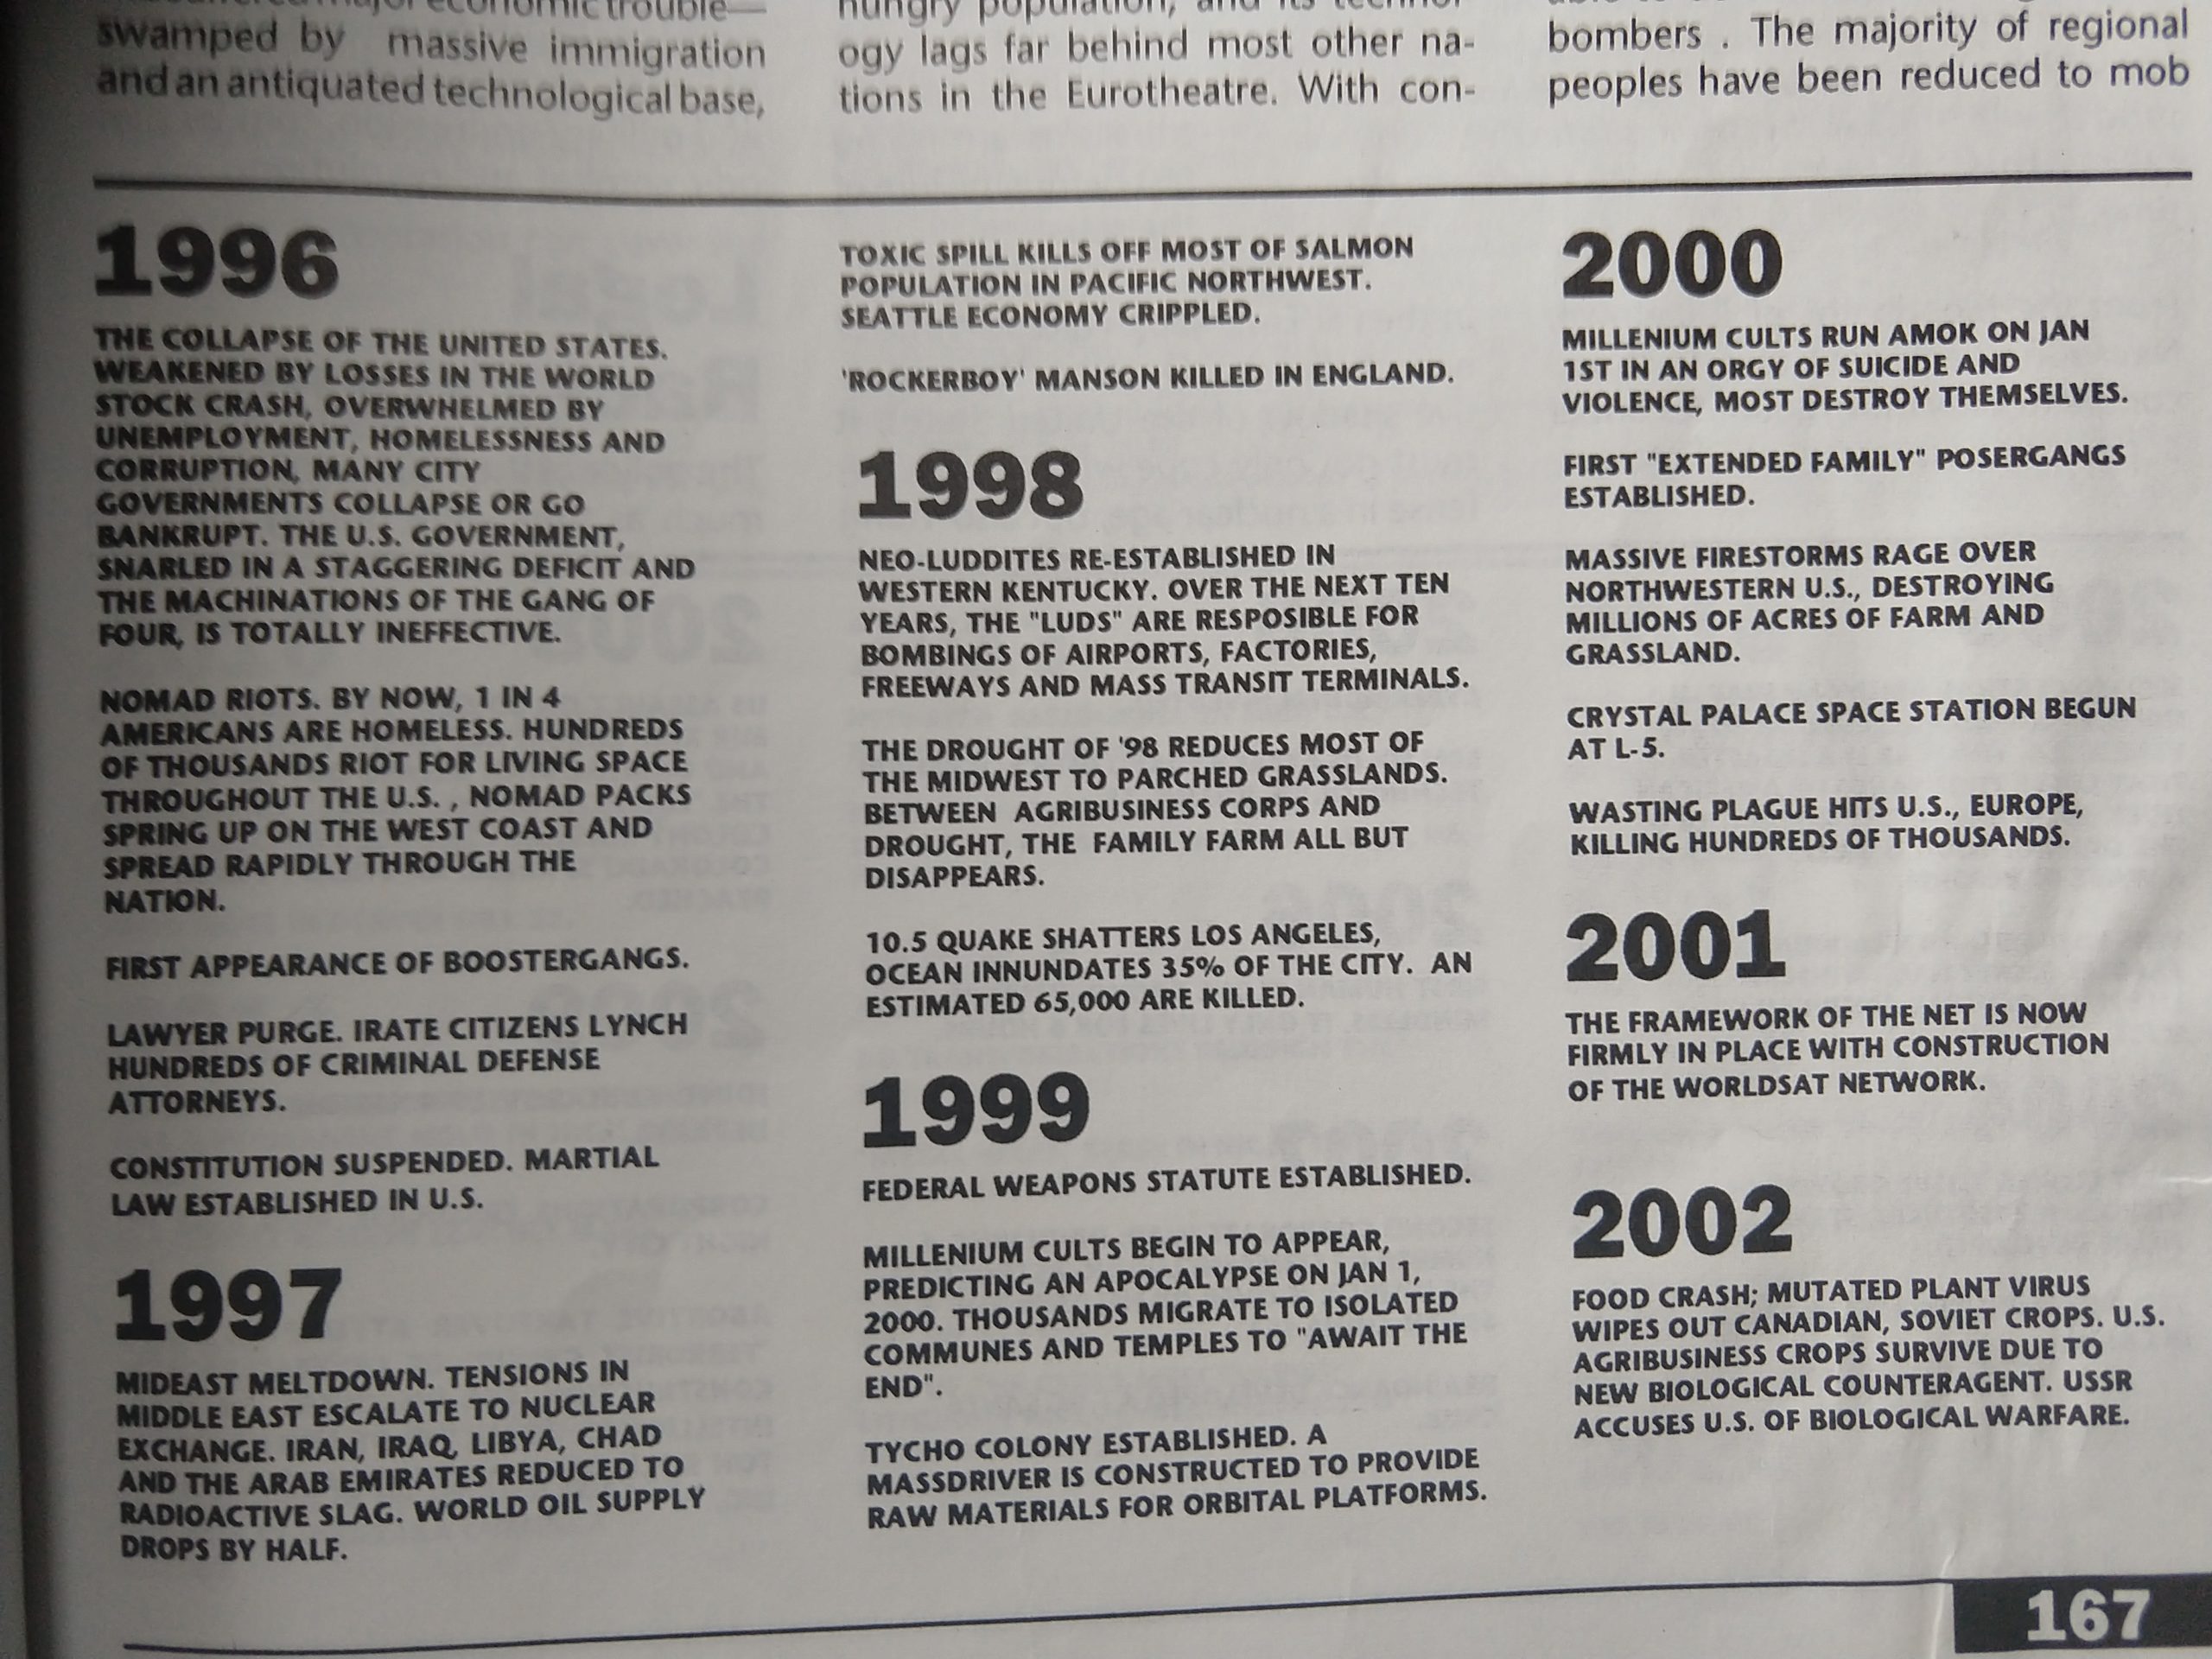 swamped by massive immigration
and an antiquated technological base,
hungry population, and its technol-
ogy lags far behind most other na-
tions in the Eurotheatre. With con-
bombers . The majority of regional
peoples have been reduced to mob
1996
THE COLLAPSE OF THE UNITED STATES.
WEAKENED BY LOSSES IN THE WORLD
STOCK CRASH, OVERWHELMED BY
UNEMPLOYMENT, HOMELESSNESS AND
CORRUPTION, MANY CITY
GOVERNMENTS COLLAPSE OR GO
BANKRUPT. THE U.S. GOVERNMENT,
SNARLED IN A STAGGERING DEFICIT AND
THE MACHINATIONS OF THE GANG OF
FOUR, IS TOTALLY INEFFECTIVE.
NOMAD RIOTS. BY NOW, 1 IN 4
AMERICANS ARE HOMELESS. HUNDREDS
OF THOUSANDS RIOT FOR LIVING SPACE
THROUGHOUT THE U.S. , NOMAD PACKS
SPRING UP ON THE WEST COAST AND
SPREAD RAPIDLY THROUGH THE
NATION.
FIRST APPEARANCE OF BOOSTERGANGS.
LAWYER PURGE. IRATE CITIZENS LYNCH
HUNDREDS OF CRIMINAL DEFENSE
ATTORNEYS.
CONSTITUTION SUSPENDED. MARTIAL
LAW ESTABLISHED IN U.S.
1997
MIDEAST MELTDOWN. TENSIONS IN
MIDDLE EAST ESCALATE TO NUCLEAR
EXCHANGE. IRAN, IRAQ, LIBYA, CHAD
AND THE ARAB EMIRATES REDUCED TO
RADIOACTIVE SLAG. WORLD OIL SUPPLY
DROPS BY HALF.
TOXIC SPILL KILLS OFF MOST OF SALMON
POPULATION IN PACIFIC NORTHWEST.
SEATTLE ECONOMY CRIPPLED.
'ROCKERBOY' MANSON KILLED IN ENGLAND.
1998
NEO-LUDDITES RE-ESTABLISHED IN
WESTERN KENTUCKY. OVER THE NEXT TEN
YEARS, THE "LUDS" ARE RESPOSIBLE FOR
BOMBINGS OF AIRPORTS, FACTORIES,
FREEWAYS AND MASS TRANSIT TERMINALS.
THE DROUGHT OF '98 REDUCES MOST OF
THE MIDWEST TO PARCHED GRASSLANDS.
BETWEEN AGRIBUSINESS CORPS AND
DROUGHT, THE FAMILY FARM ALL BUT
DISAPPEARS.
10.5 QUAKE SHATTERS LOS ANGELES,
OCEAN INNUNDATES 35% OF THE CITY. AN
ESTIMATED 65,000 ARE KILLED.
1999
FEDERAL WEAPONS STATUTE ESTABLISHED.
MILLENIUM CULTS BEGIN TO APPEAR,
PREDICTING AN APOCALYPSE ON JAN 1,
2000. THOUSANDS MIGRATE TO ISOLATED
COMMUNES AND TEMPLES TO "AWAIT THE
END".
TYCHO COLONY ESTABLISHED. A
MASSDRIVER IS CONSTRUCTED TO PROVIDE
RAW MATERIALS FOR ORBITAL PLATFORMS.
2000
MILLENIUM CULTS RUN AMOK ON JAN
1ST IN AN ORGY OF SUICIDE AND
VIOLENCE, MOST DESTROY THEMSELVES.
FIRST "EXTENDED FAMILY" POSERGANGS
ESTABLISHED.
MASSIVE FIRESTORMS RAGE OVER
NORTHWESTERN U.S., DESTROYING
MILLIONS OF ACRES OF FARM AND
GRASSLAND.
CRYSTAL PALACE SPACE STATION BEGUN
AT L-5.
WASTING PLAGUE HITS U.S., EUROPE,
KILLING HUNDREDS OF THOUSANDS.
2001
THE FRAMEWORK OF THE NET IS NOW
FIRMLY IN PLACE WITH CONSTRUCTION
OF THE WORLDSAT NETWORK.
2002
FOOD CRASH; MUTATED PLANT VIRUS
WIPES OUT CANADIAN, SOVIET CROPS. U.S.
AGRIBUSINESS CROPS SURVIVE DUE TO
NEW BIOLOGICAL COUNTERAGENT. USSR
ACCUSES U.S. OF BIOLOGICAL WARFARE.
167